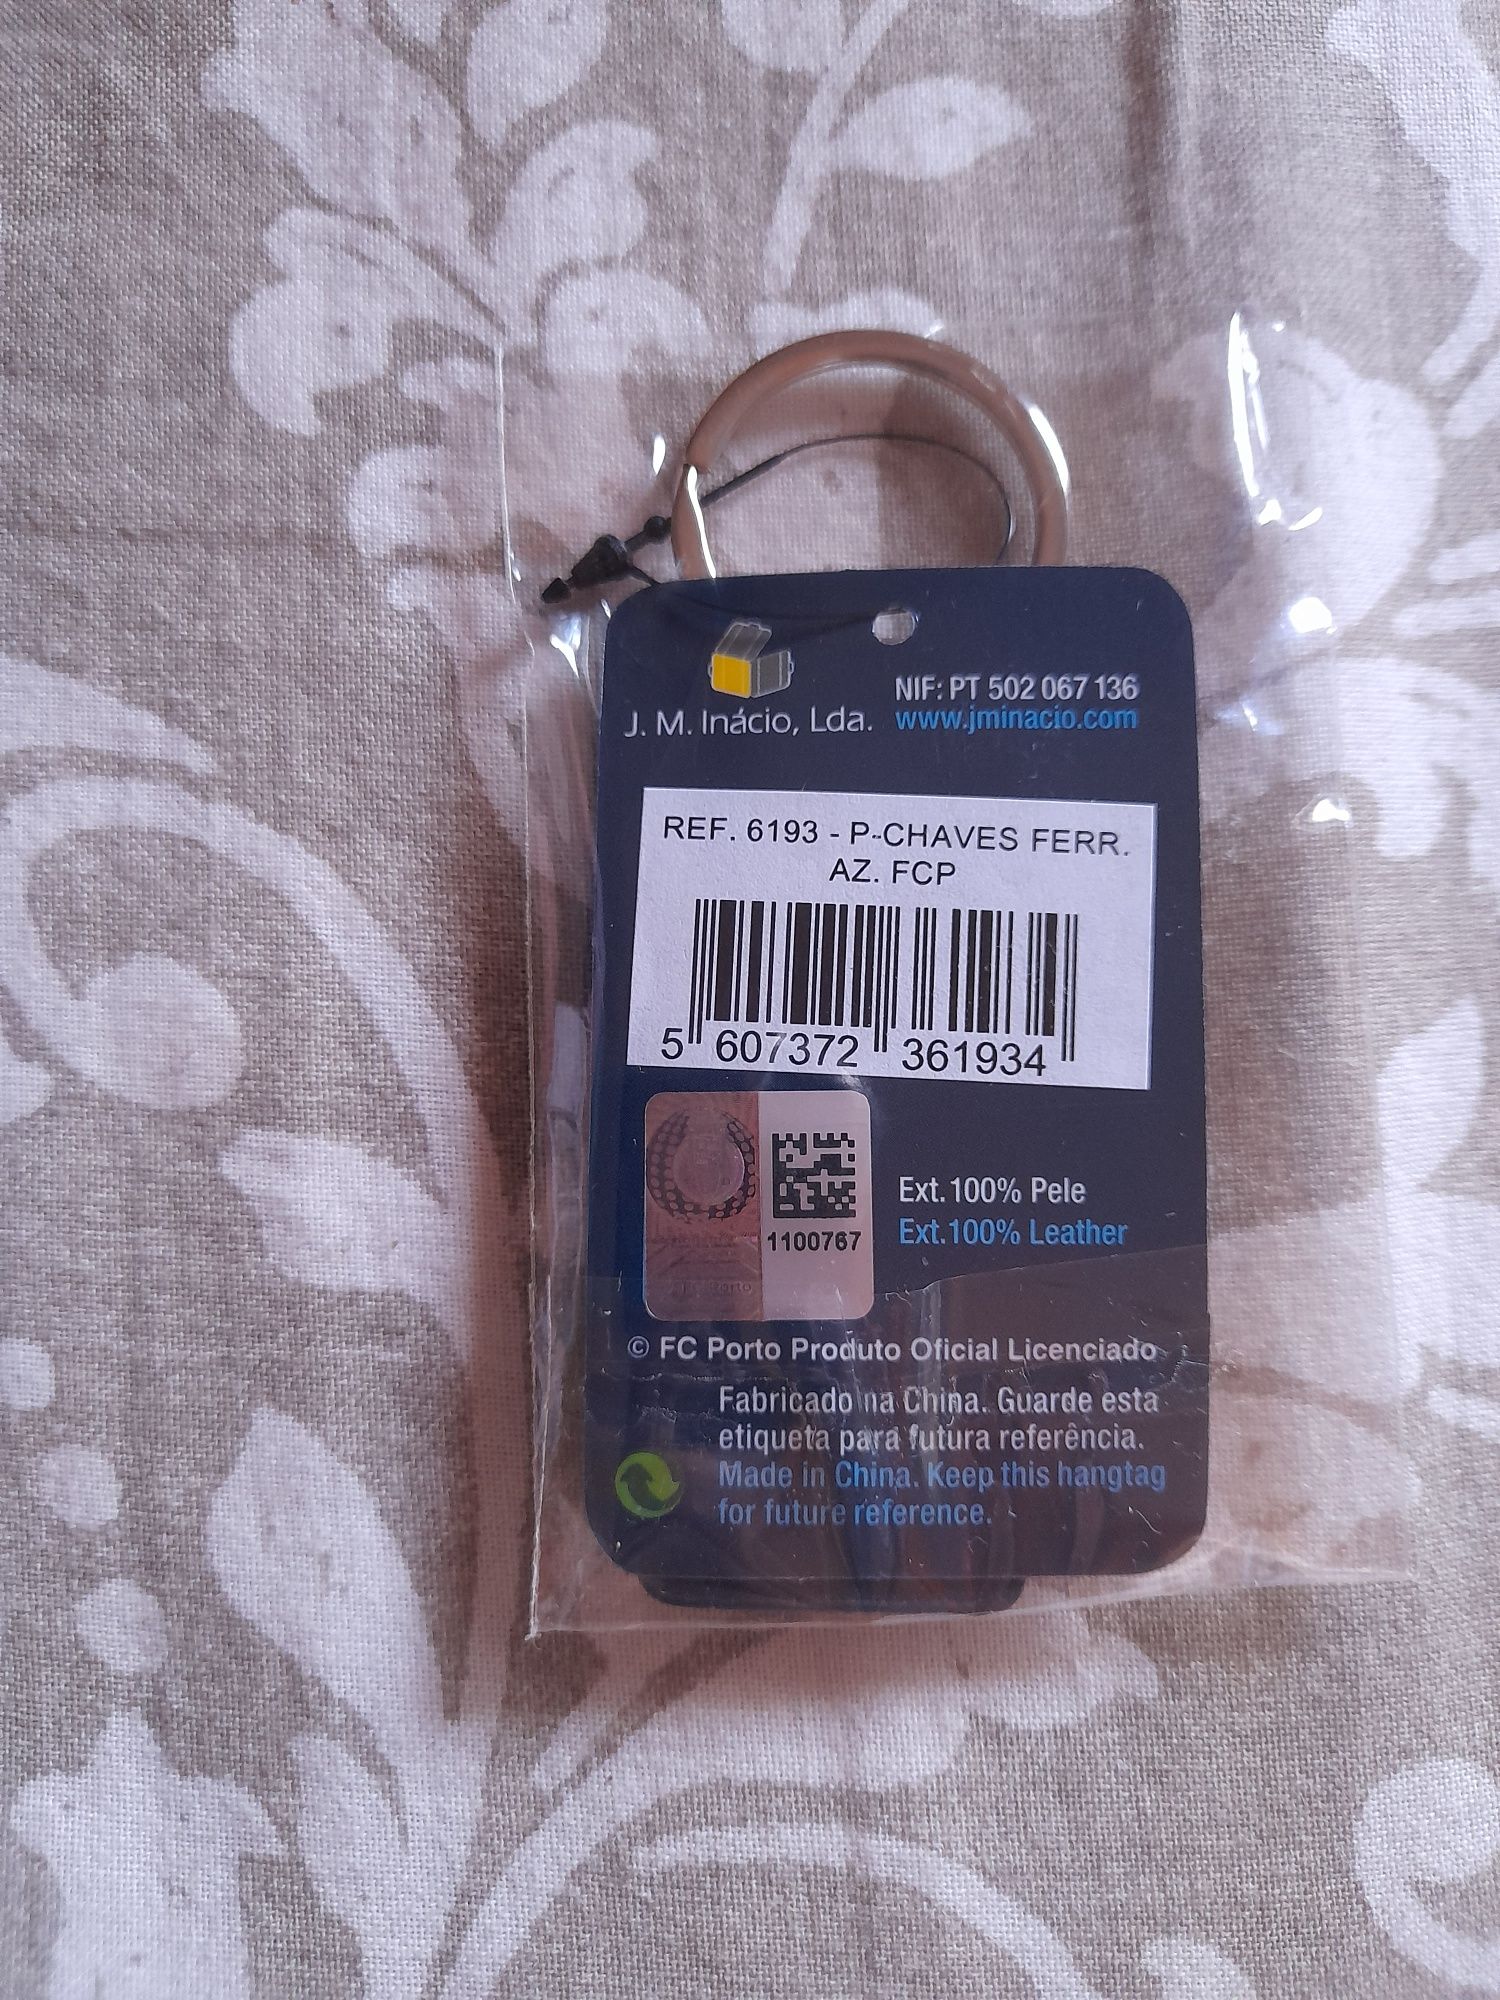 J. M. Inácio, Lda.
NIF: PT 502 067 136
www.jminacio.com
REF. 6193 - P-CHAVES FERR.
AZ. FCP
5 607372 361934
1100767
Ext. 100% Pele
Ext. 100% Leather
© FC Porto Produto Oficial Licenciado
Fabricado na China. Guarde esta
etiqueta para futura referência.
Made in China. Keep this hangtag
for future reference.